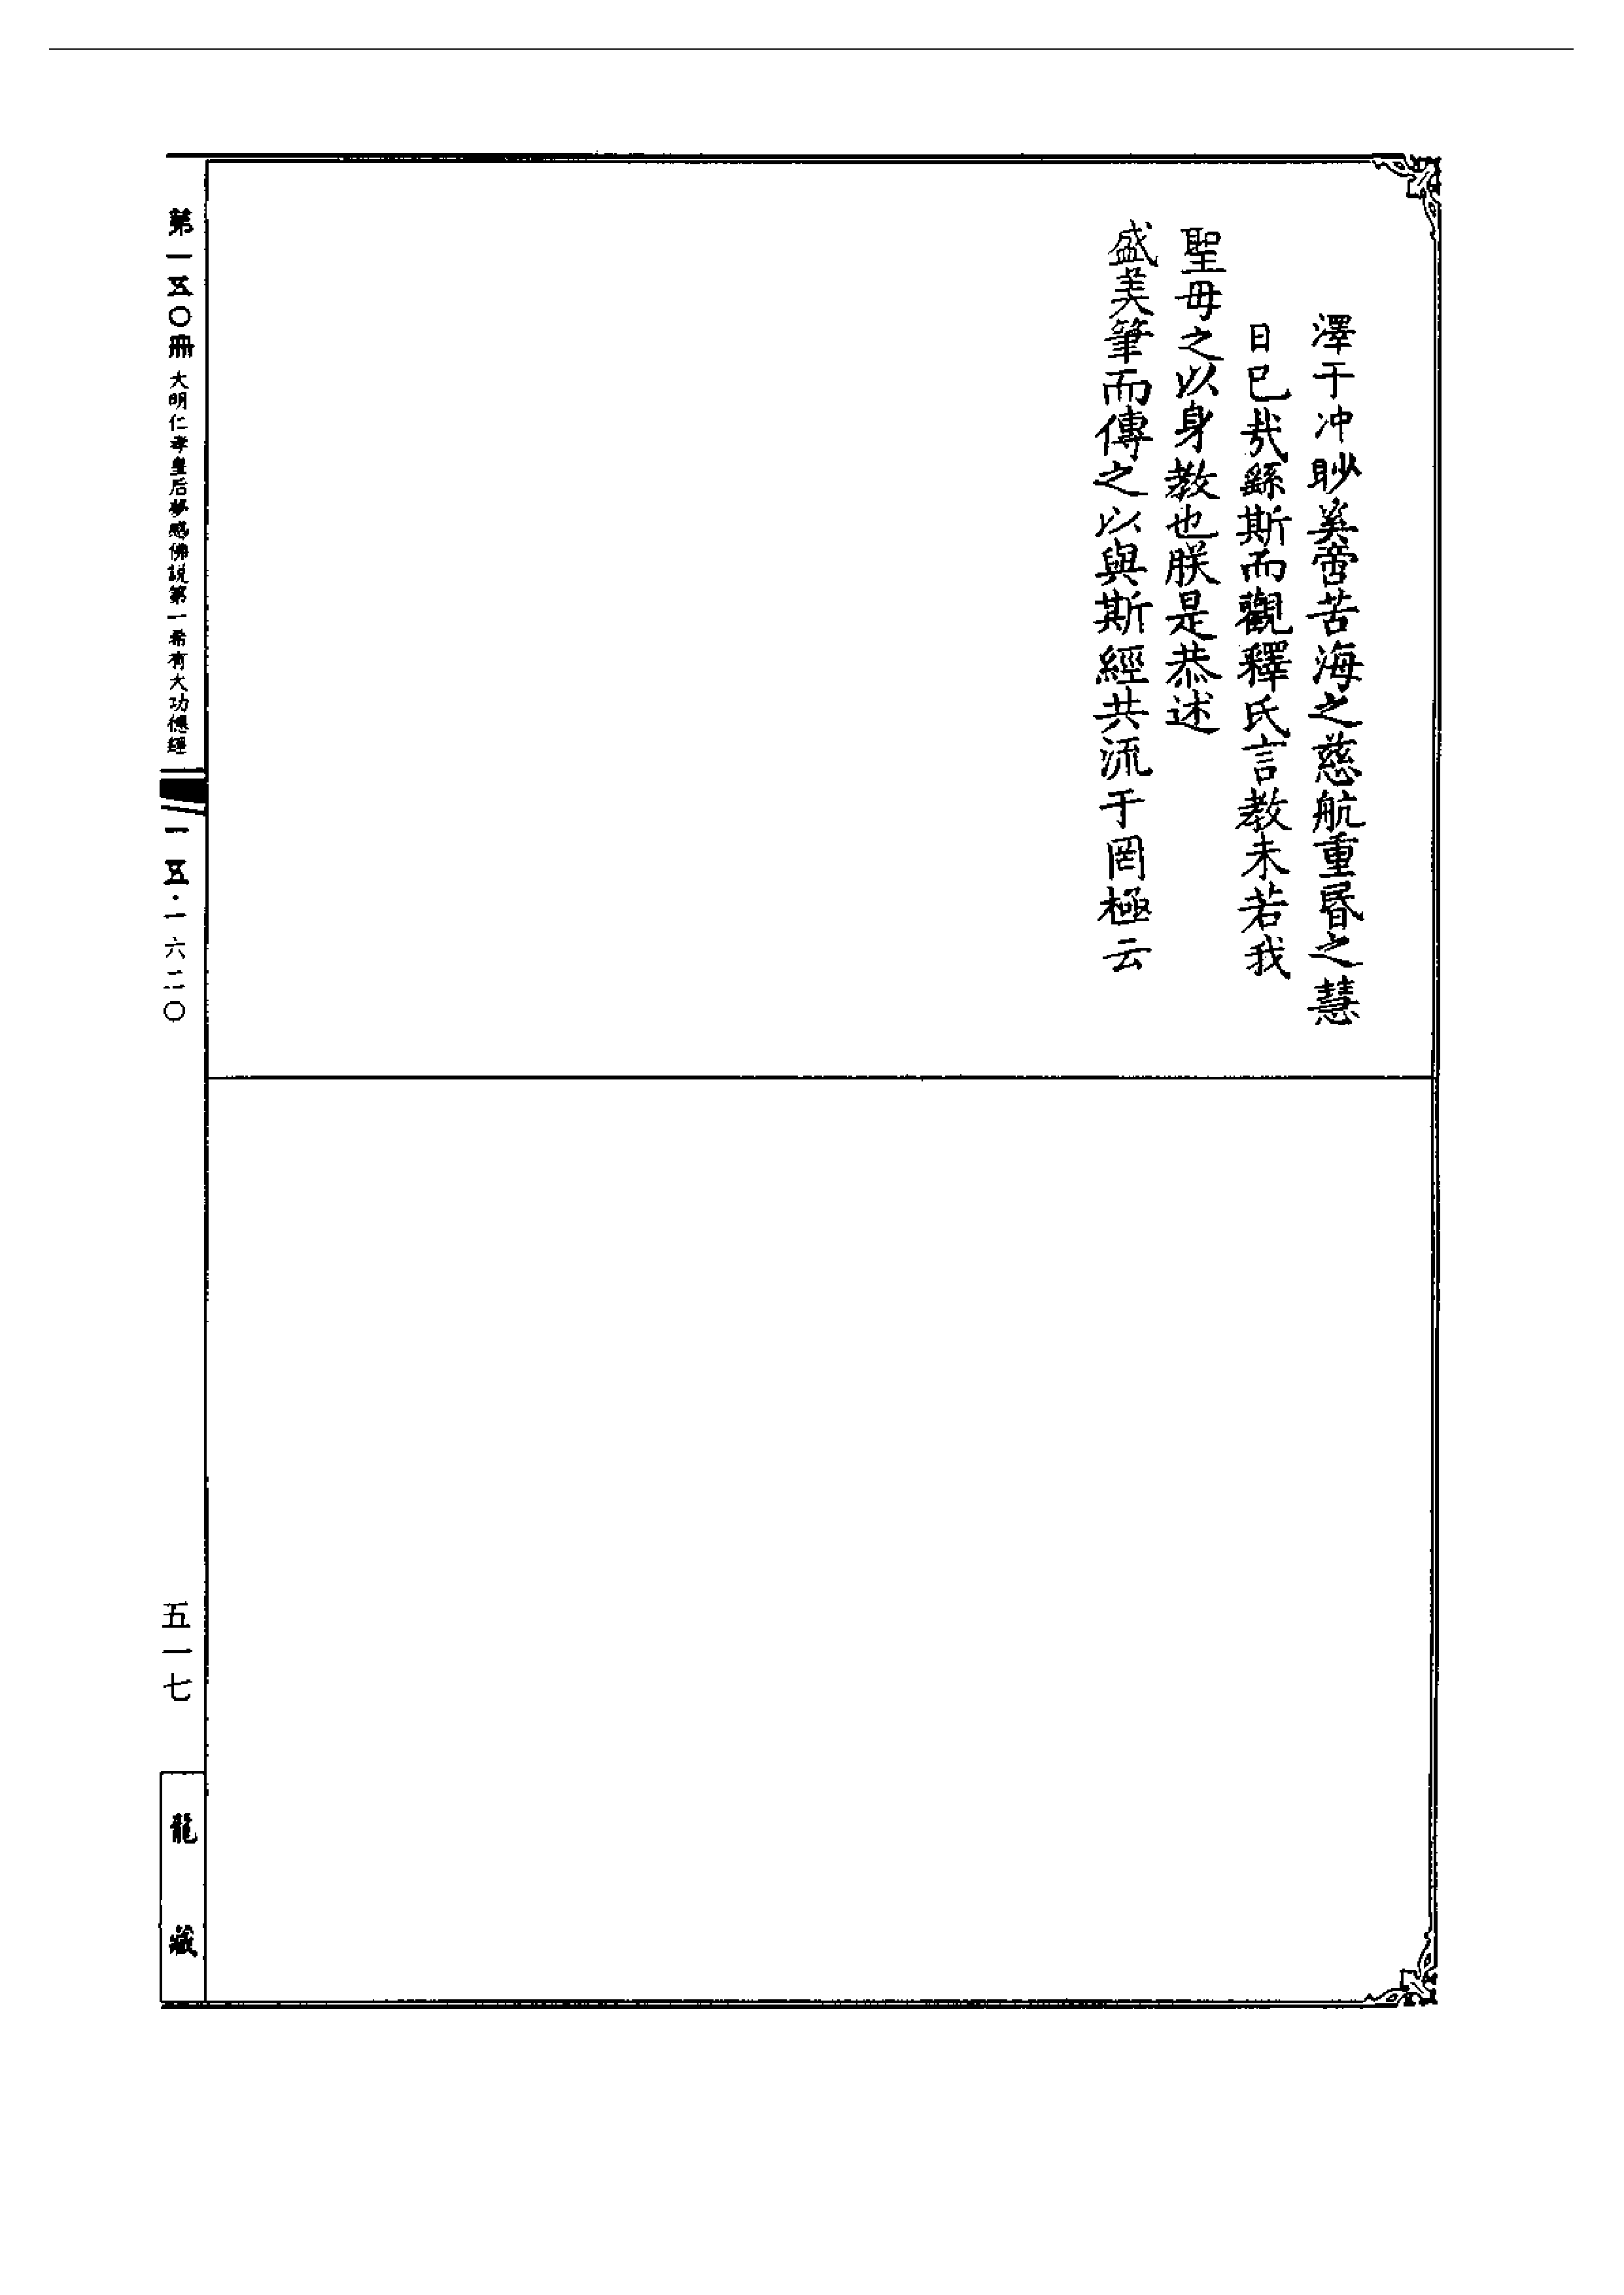 澤于冲眇奚啻苦海之慈航重昬之慧
日已㦲繇斯而觀釋氏言教未若我
聖母之以身教也朕是恭述
盛美筆而傳之以與斯經共流于罔極云
第一五〇冊 大明仁孝皇后夢感佛説第一希有大功德經
一五·一六二〇
五一七
龍藏